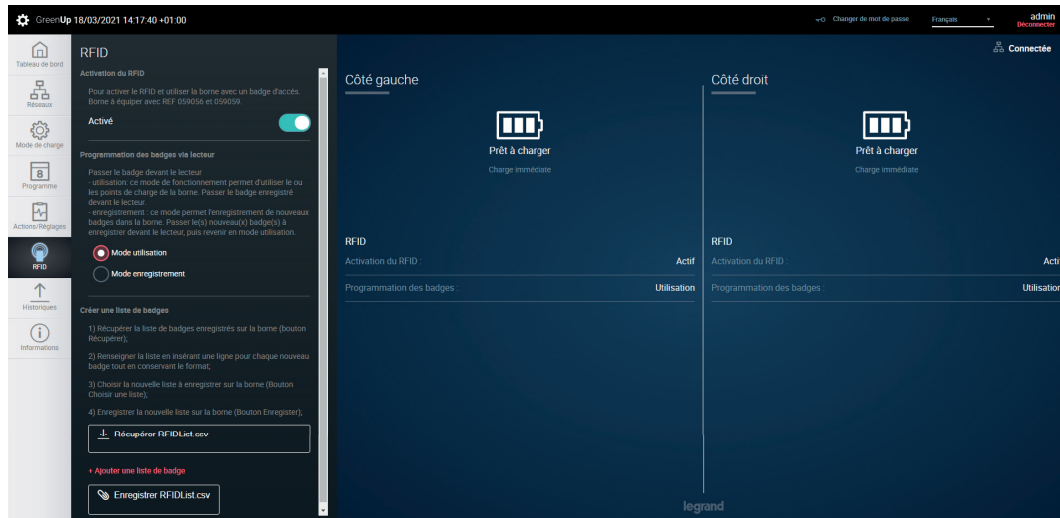 GreenUp 18/03/2021 14:17:40 +01:00
Changer de mot de passe
Français
admin
Déconnecter
Tableau de bord
Réseaux
Mode de charge
8
Programme
Actions/Réglages
RFID
Historiques
Informations
RFID
Activation du RFID
Pour activer le RFID et utiliser la borne avec un badge d'accès.
Borne à équiper avec REF 059056 et 059059.
Activé
Programmation des badges via lecteur
Passer le badge devant le lecteur
- utilisation: ce mode de fonctionnement permet d'utiliser le ou
les points de charge de la borne. Passer le badge enregistré
devant le lecteur.
- enregistrement : ce mode permet l'enregistrement de nouveaux
badges dans la borne. Passer le(s) nouveau(x) badge(s) à
enregistrer devant le lecteur, puis revenir en mode utilisation.
Mode utilisation
Mode enregistrement
Créer une liste de badges
1) Récupérer la liste de badges enregistrés sur la borne (bouton
Récupérer);
2) Renseigner la liste en insérant une ligne pour chaque nouveau
badge tout en conservant le format;
3) Choisir la nouvelle liste à enregistrer sur la borne (Bouton
Choisir une liste);
4) Enregistrer la nouvelle liste sur la borne (Bouton Enregister);
Récupérer RFIDList.csv
+ Ajouter une liste de badge
Enregistrer RFIDList.csv
Connectée
Côté gauche
Prêt à charger
Charge immédiate
RFID
Activation du RFID : Actif
Programmation des badges : Utilisation
Côté droit
Prêt à charger
Charge immédiate
RFID
Activation du RFID : Acti
Programmation des badges : Utilisation
legrand